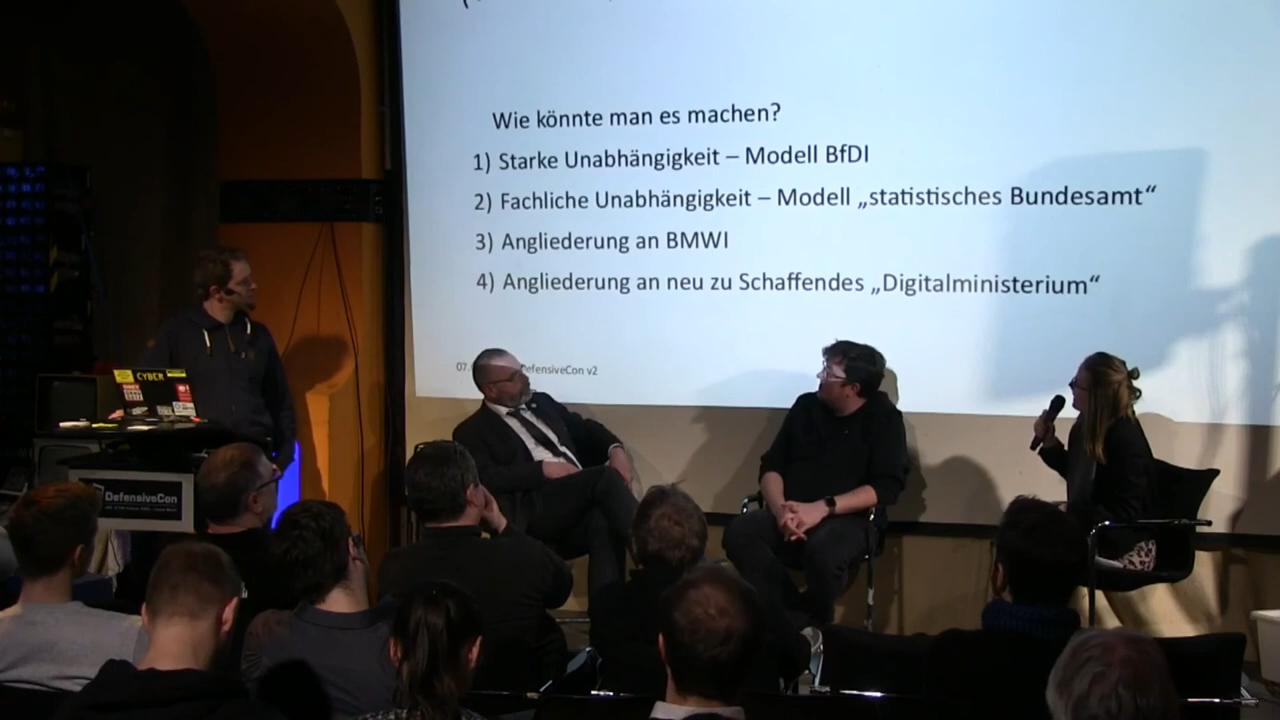 Wie könnte man es machen?
1) Starke Unabhängigkeit – Modell BfDI
2) Fachliche Unabhängigkeit – Modell „statistisches Bundesamt“
3) Angliederung an BMWI
4) Angliederung an neu zu Schaffendes „Digitalministerium“
07. DefensiveCon v2
CYBER
DefensiveCon